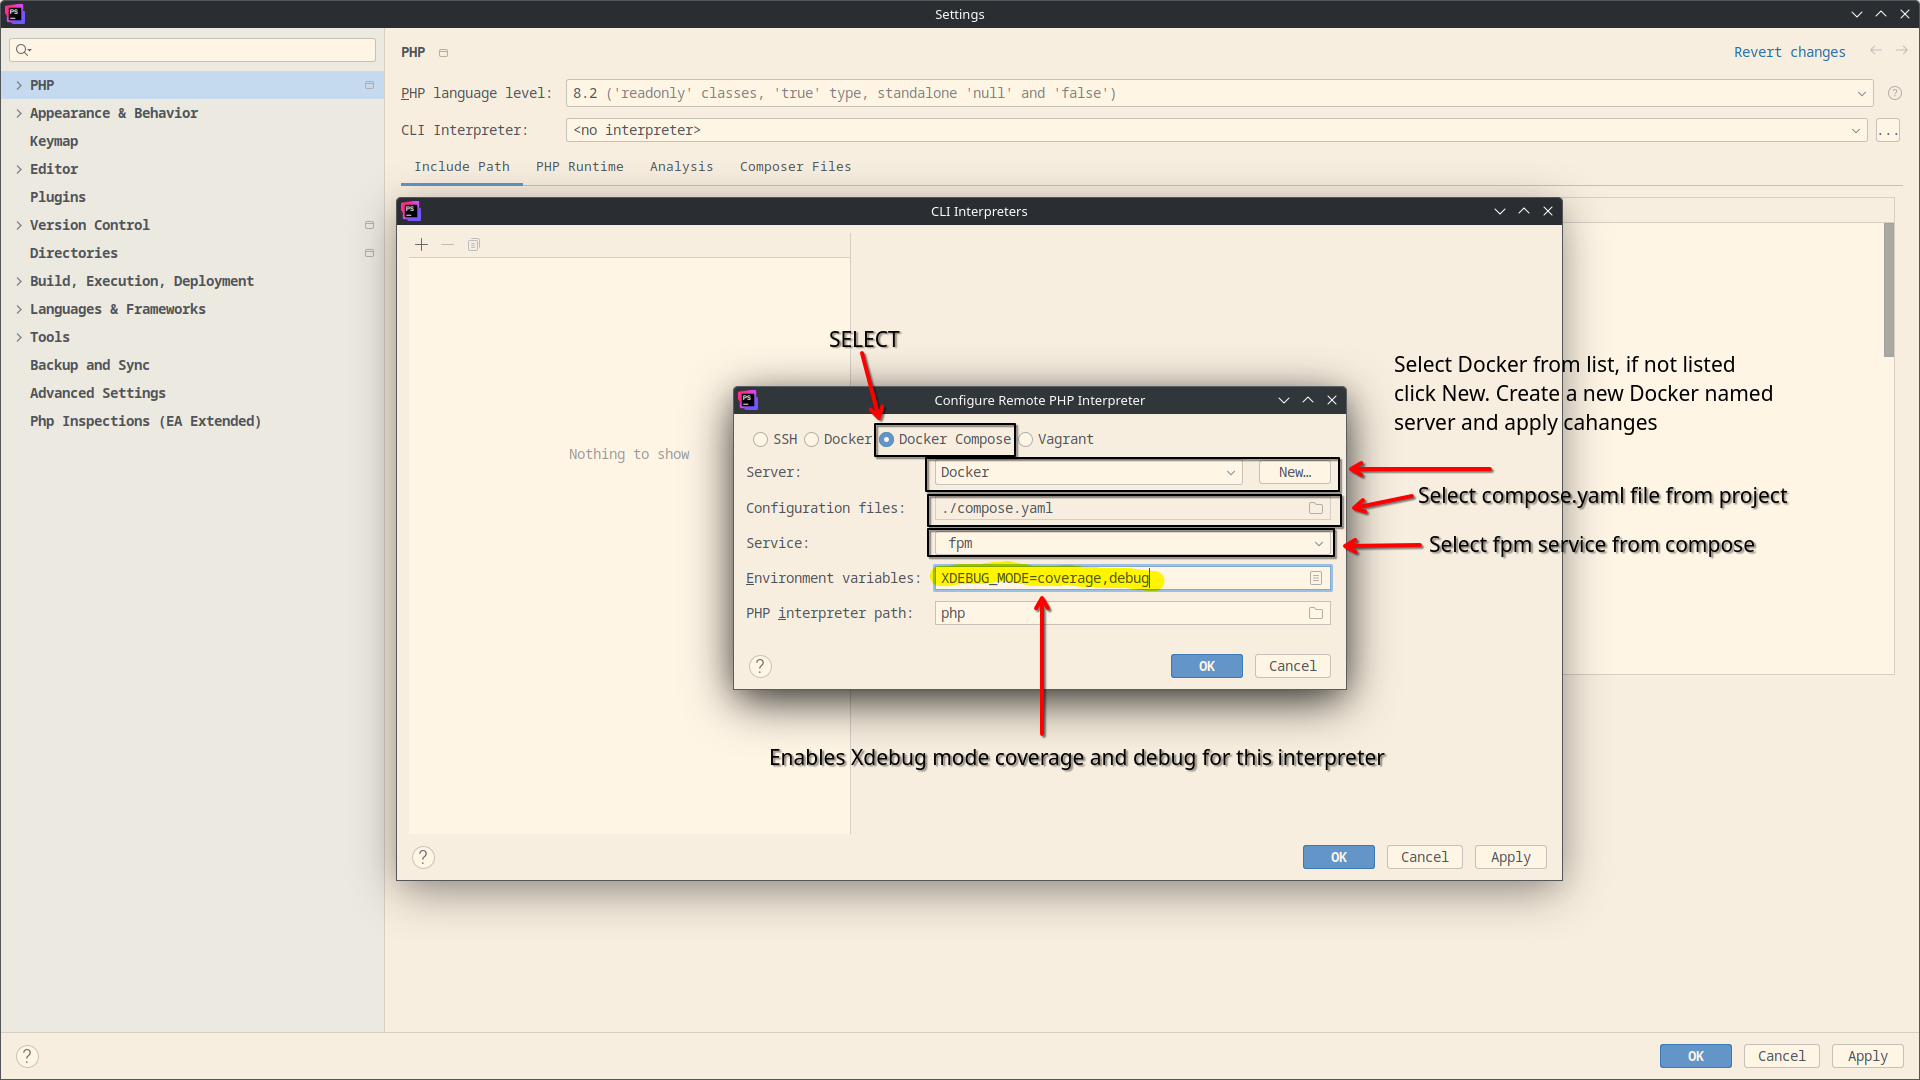 Settings
PHP
Revert changes
PHP
Appearance & Behavior
Keymap
Editor
Plugins
Version Control
Directories
Build, Execution, Deployment
Languages & Frameworks
Tools
Backup and Sync
Advanced Settings
Php Inspections (EA Extended)
PHP language level: 8.2 ('readonly' classes, 'true' type, standalone 'null' and 'false')
CLI Interpreter: <no interpreter> ...
Include Path PHP Runtime Analysis Composer Files
CLI Interpreters
Nothing to show
SELECT
Select Docker from list, if not listed
click New. Create a new Docker named
server and apply cahanges
Configure Remote PHP Interpreter
SSH Docker Docker Compose Vagrant
Server: Docker New...
Configuration files: ./compose.yaml
Select compose.yaml file from project
Service: fpm
Select fpm service from compose
Environment variables: XDEBUG_MODE=coverage,debug
PHP interpreter path: php
? OK Cancel
Enables Xdebug mode coverage and debug for this interpreter
? OK Cancel Apply
? OK Cancel Apply